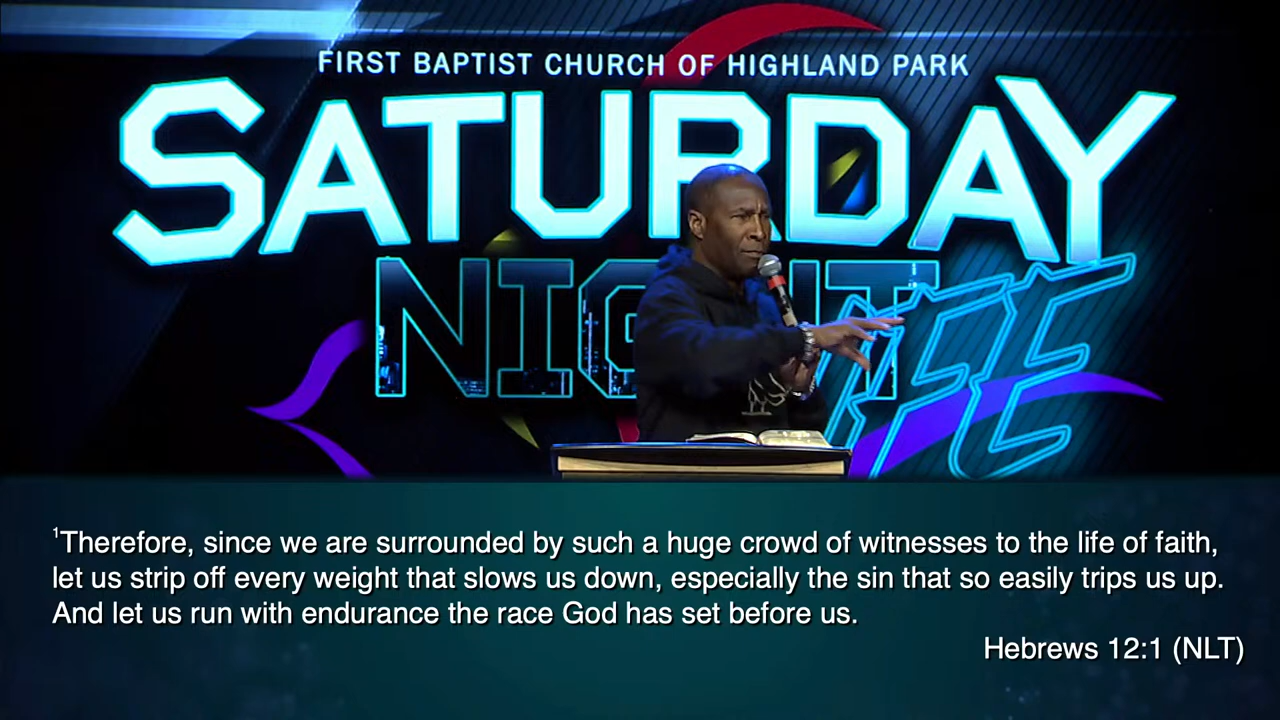 FIRST BAPTIST CHURCH OF HIGHLAND PARK
SATURDAY
NIGHT
¹Therefore, since we are surrounded by such a huge crowd of witnesses to the life of faith,
let us strip off every weight that slows us down, especially the sin that so easily trips us up.
And let us run with endurance the race God has set before us.
Hebrews 12:1 (NLT)